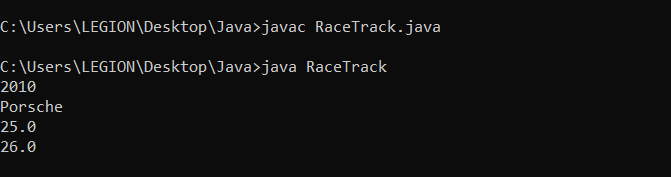 C:\Users\LEGION\Desktop\Java>javac RaceTrack.java
C:\Users\LEGION\Desktop\Java>java RaceTrack
2010
Porsche
25.0
26.0